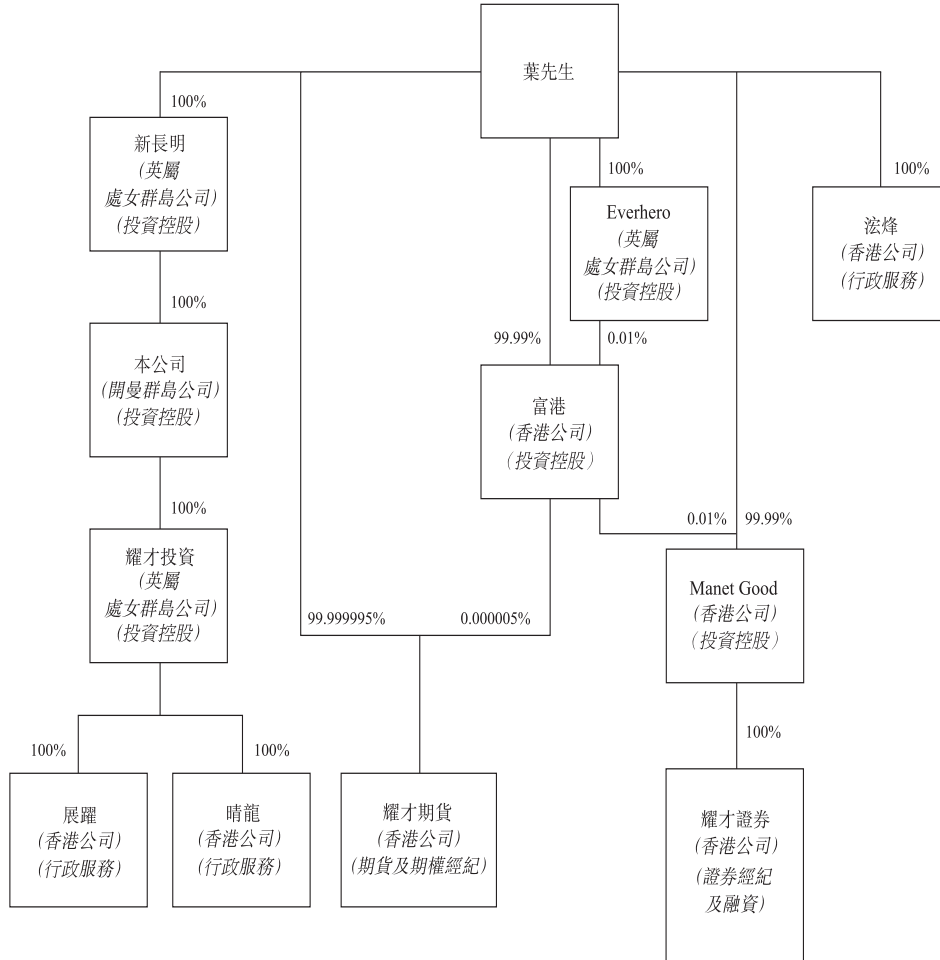 葉先生
100%
新長明
(英屬
處女群島公司)
(投資控股)
100%
Everhero
(英屬
處女群島公司)
(投資控股)
100%
浤烽
(香港公司)
(行政服務)
100%
本公司
(開曼群島公司)
(投資控股)
99.99%
0.01%
富港
(香港公司)
(投資控股)
100%
耀才投資
(英屬
處女群島公司)
(投資控股)
0.01%
99.99%
Manet Good
(香港公司)
(投資控股)
99.999995%
0.000005%
100%
展躍
(香港公司)
(行政服務)
100%
晴龍
(香港公司)
(行政服務)
耀才期貨
(香港公司)
(期貨及期權經紀)
100%
耀才證券
(香港公司)
(證券經紀
及融資)